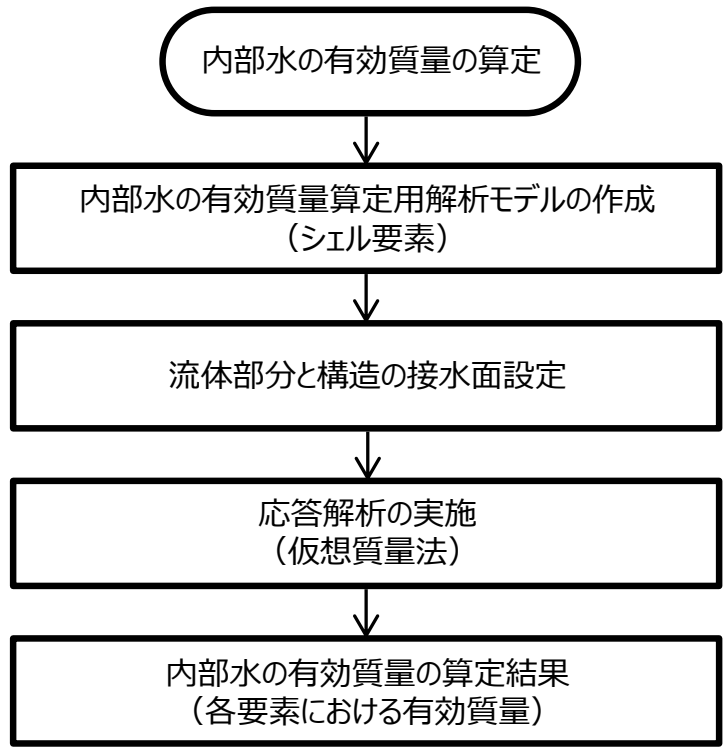 内部水の有効質量の算定
内部水の有効質量算定用解析モデルの作成
（シェル要素）
流体部分と構造の接水面設定
応答解析の実施
（仮想質量法）
内部水の有効質量の算定結果
（各要素における有効質量）